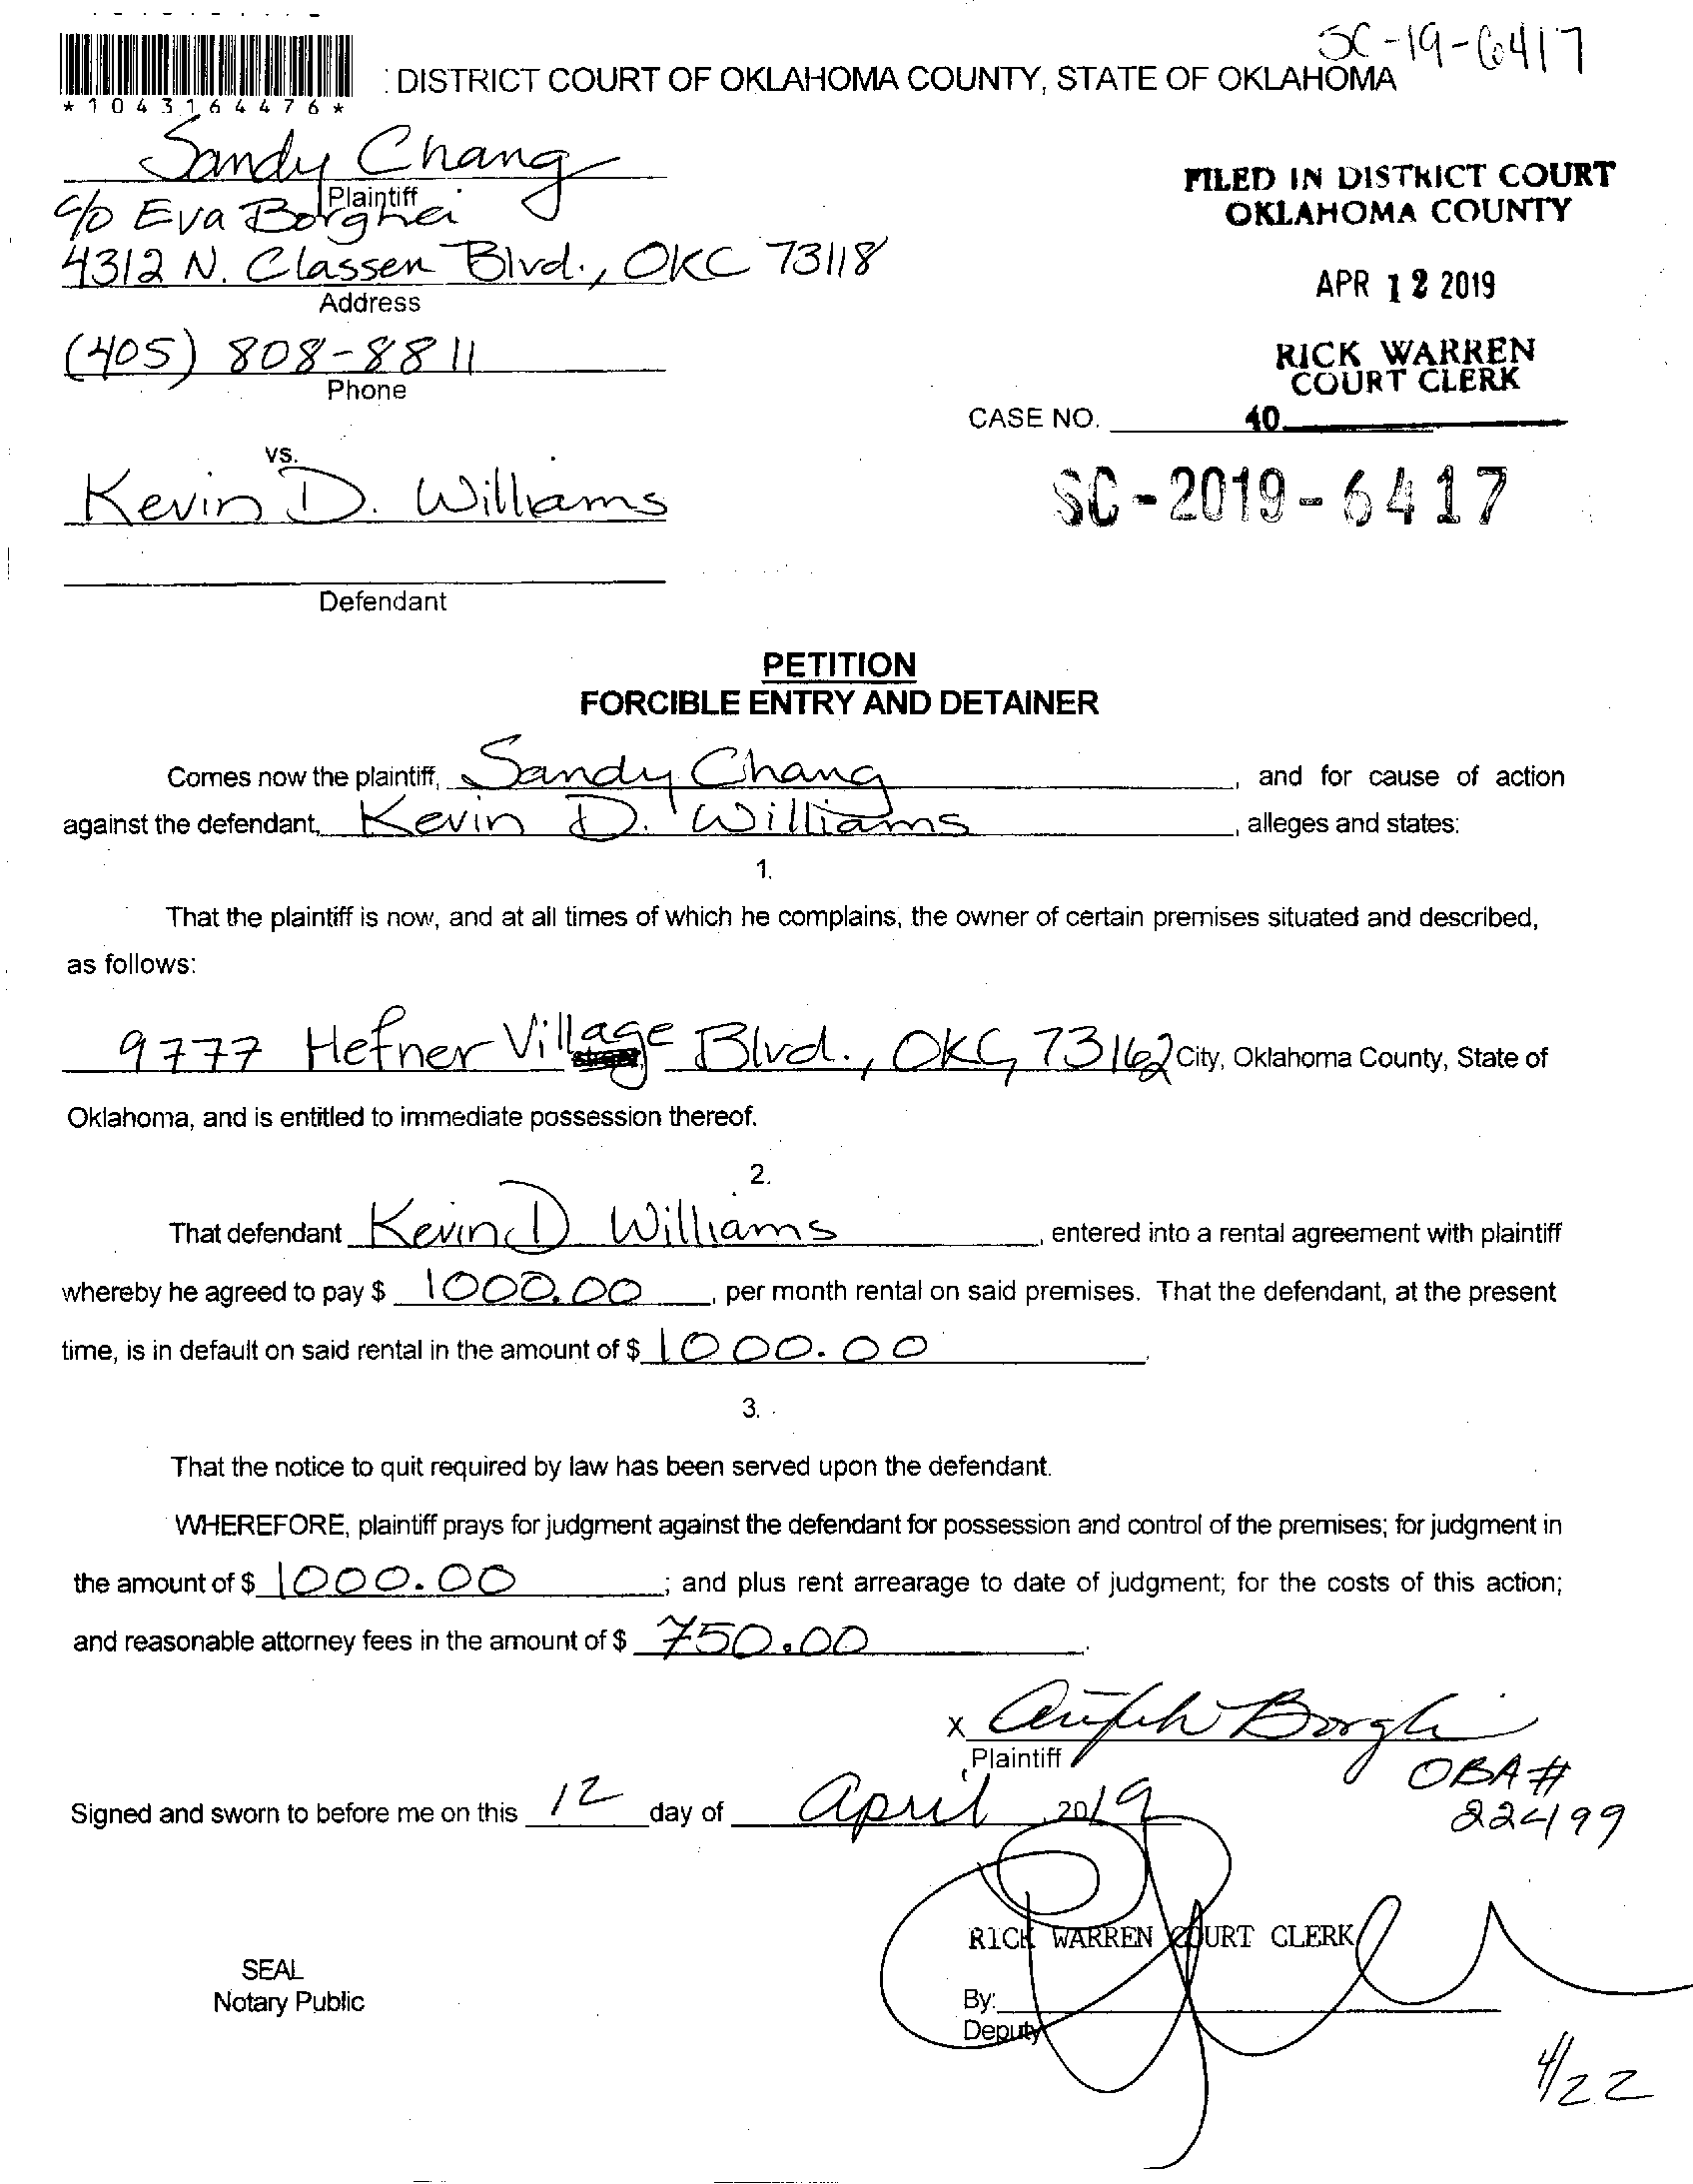 SC-19-6417
DISTRICT COURT OF OKLAHOMA COUNTY, STATE OF OKLAHOMA
*1043164476*
Sandy Chang
Plaintiff
c/o Eva Borghei
4312 N. Classen Blvd., OKC 73118
Address
(405) 808-8811
Phone
FILED IN DISTRICT COURT
OKLAHOMA COUNTY
APR 12 2019
RICK WARREN
COURT CLERK
CASE NO. 40
vs.
Kevin D. Williams
SC-2019-6417
Defendant
PETITION
FORCIBLE ENTRY AND DETAINER
Comes now the plaintiff, Sandy Chang, and for cause of action
against the defendant, Kevin D. Williams, alleges and states:
1.
That the plaintiff is now, and at all times of which he complains, the owner of certain premises situated and described,
as follows:
9777 Hefner Village Blvd., OKC, 73162 City, Oklahoma County, State of
Oklahoma, and is entitled to immediate possession thereof.
2.
That defendant Kevin D Williams, entered into a rental agreement with plaintiff
whereby he agreed to pay $ 1000.00, per month rental on said premises. That the defendant, at the present
time, is in default on said rental in the amount of $ 1000.00.
3.
That the notice to quit required by law has been served upon the defendant.
WHEREFORE, plaintiff prays for judgment against the defendant for possession and control of the premises; for judgment in
the amount of $ 1000.00; and plus rent arrearage to date of judgment; for the costs of this action;
and reasonable attorney fees in the amount of $ 750.00.
X
Plaintiff
OBA#
22499
Signed and sworn to before me on this 12 day of April, 2019
RICK WARREN COURT CLERK
SEAL
Notary Public
By:
Deputy
4/22